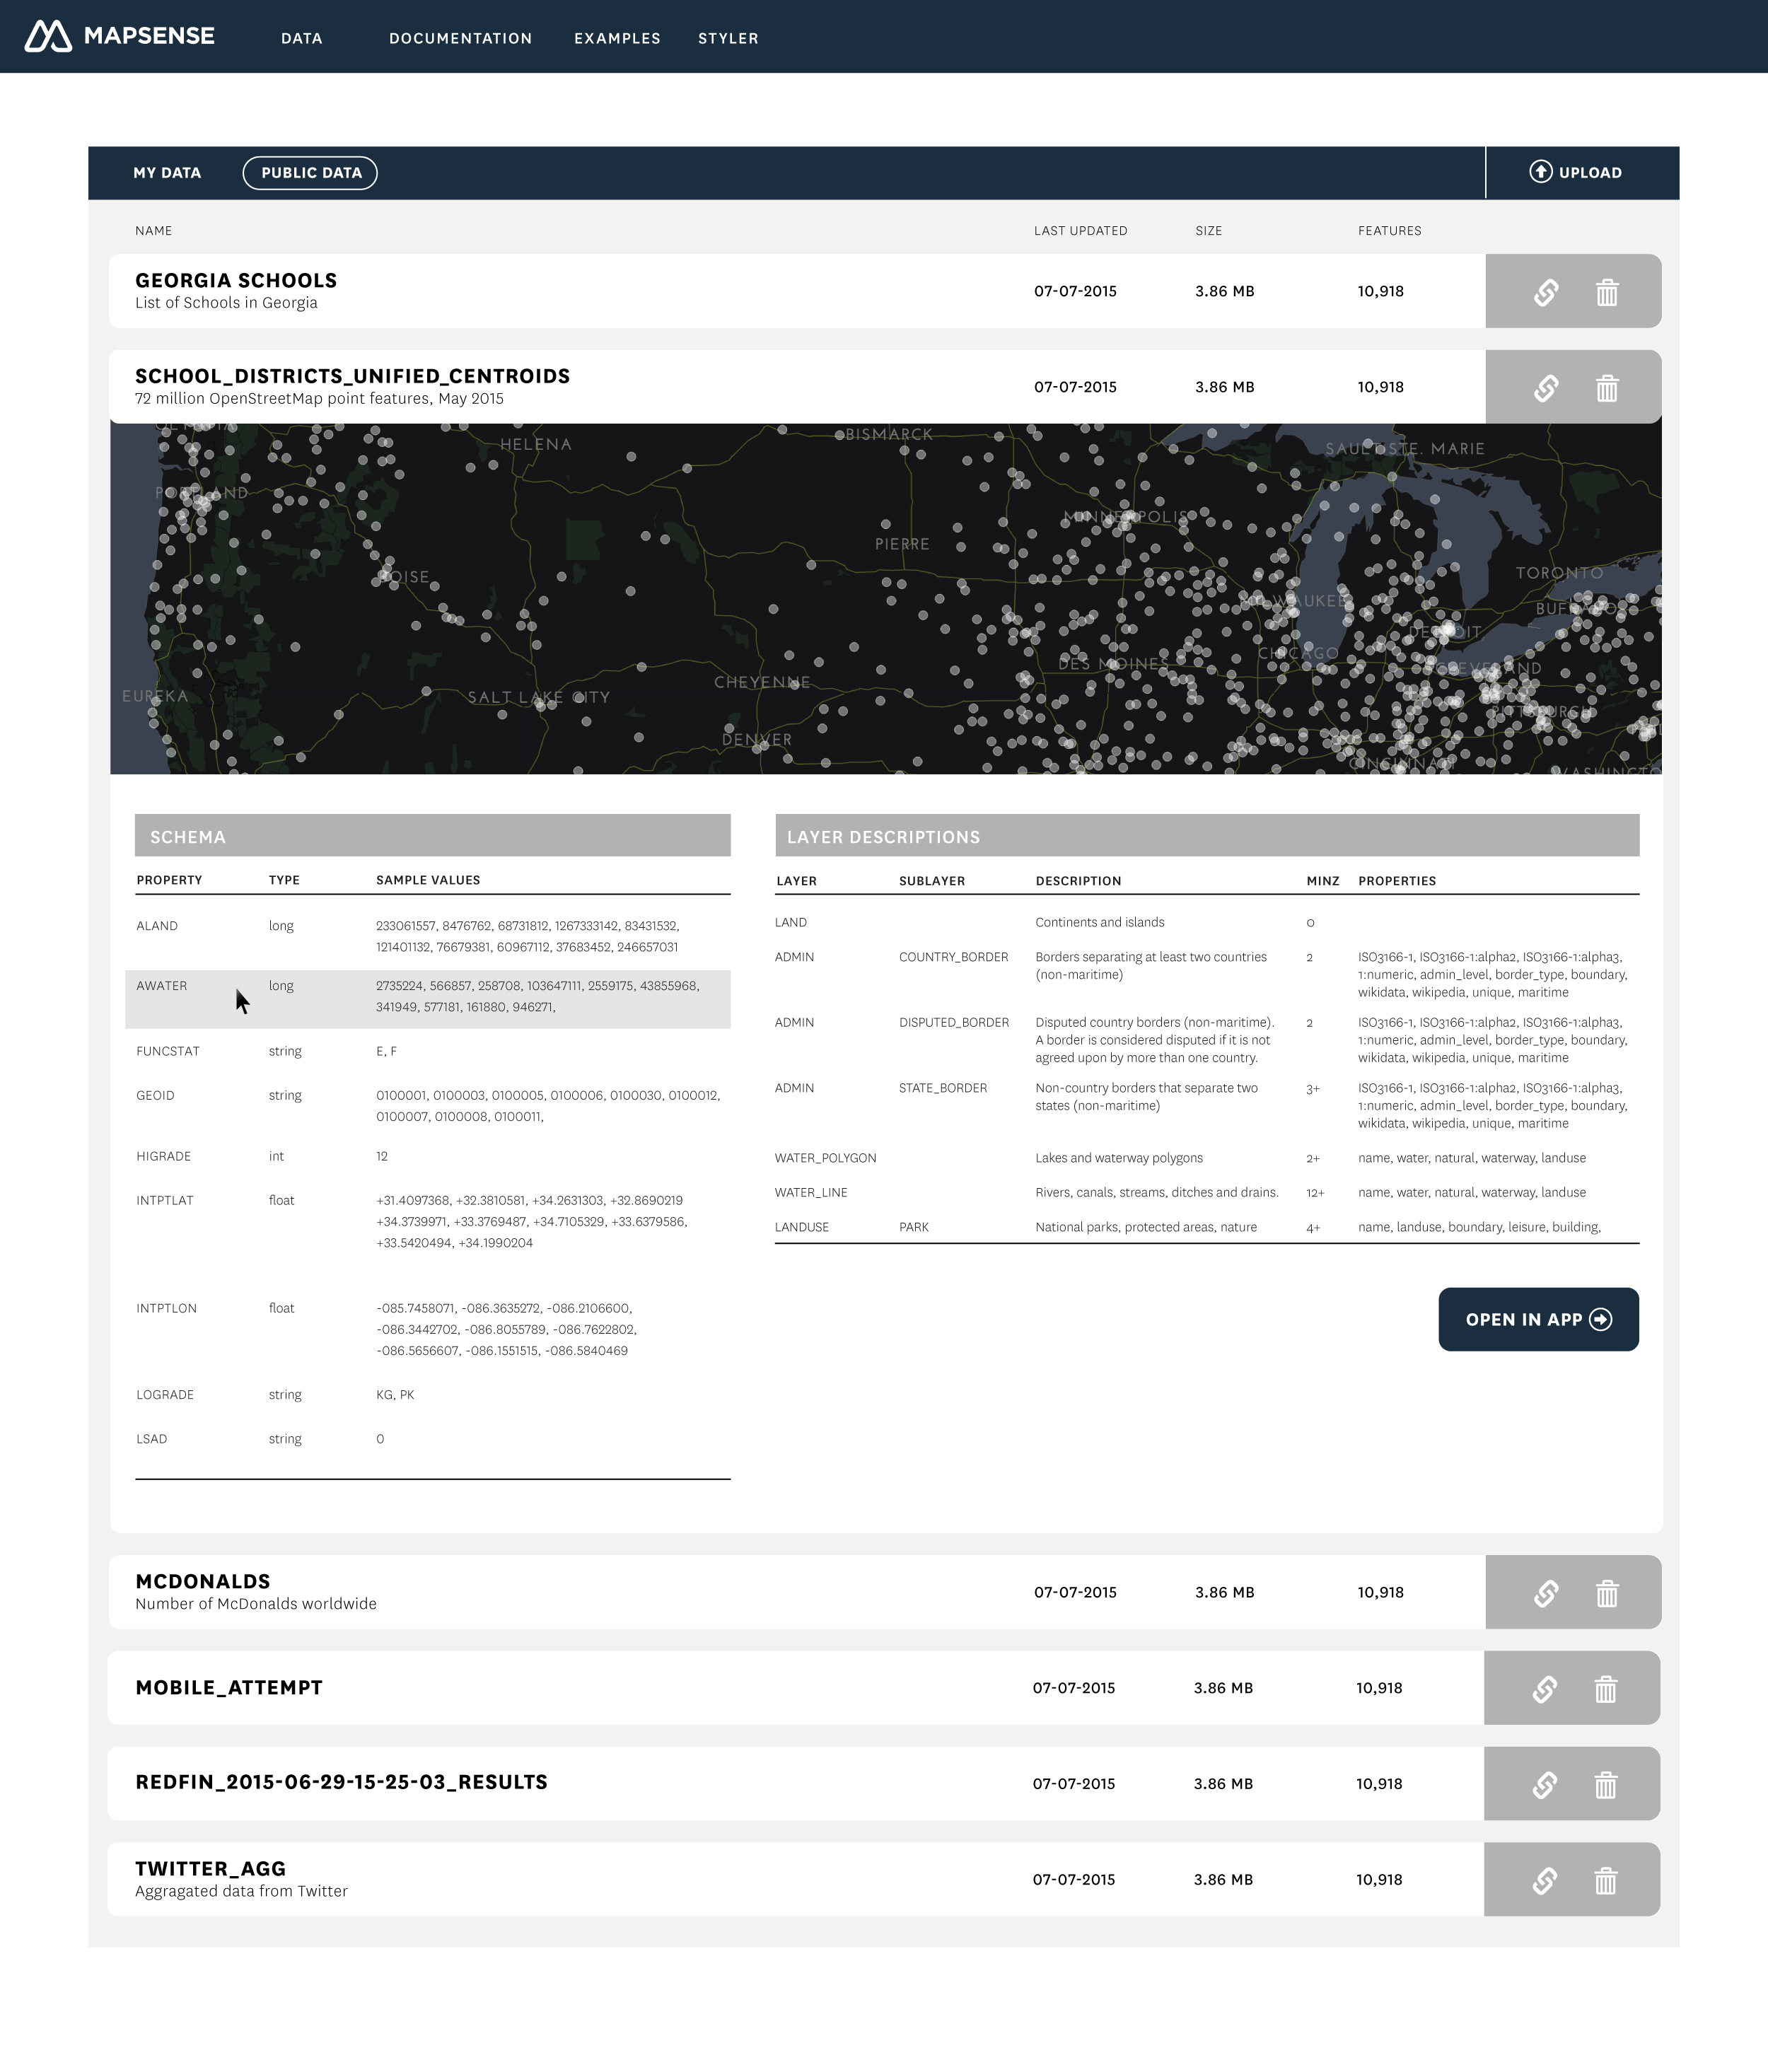 MAPSENSE
DATA
DOCUMENTATION
EXAMPLES
STYLER
MY DATA
PUBLIC DATA
UPLOAD
NAME
LAST UPDATED
SIZE
FEATURES
GEORGIA SCHOOLS
List of Schools in Georgia
07-07-2015
3.86 MB
10,918
SCHOOL_DISTRICTS_UNIFIED_CENTROIDS
72 million OpenStreetMap point features, May 2015
07-07-2015
3.86 MB
10,918
HELENA
BISMARCK
SAULT STE. MARIE
PORTLAND
MINNEAPOLIS
PIERRE
BOISE
TORONTO
MILWAUKEE
BUFFALO
DETROIT
CHICAGO
DES MOINES
CLEVELAND
CHEYENNE
EUREKA
SALT LAKE CITY
PITTSBURGH
DENVER
CINCINNATI
WASHINGTO
SCHEMA
PROPERTY
TYPE
SAMPLE VALUES
ALAND
long
233061557, 8476762, 68731812, 1267333142, 83431532,
121401132, 76679381, 60967112, 37683452, 246657031
AWATER
long
2735224, 566857, 258708, 103647111, 2559175, 43855968,
341949, 577181, 161880, 946271,
FUNCSTAT
string
E, F
GEOID
string
0100001, 0100003, 0100005, 0100006, 0100030, 0100012,
0100007, 0100008, 0100011,
HIGRADE
int
12
INTPTLAT
float
+31.4097368, +32.3810581, +34.2631303, +32.8690219
+34.3739971, +33.3769487, +34.7105329, +33.6379586,
+33.5420494, +34.1990204
INTPTLON
float
-085.7458071, -086.3635272, -086.2106600,
-086.3442702, -086.8055789, -086.7622802,
-086.5656607, -086.1551515, -086.5840469
LOGRADE
string
KG, PK
LSAD
string
0
LAYER DESCRIPTIONS
LAYER
SUBLAYER
DESCRIPTION
MINZ
PROPERTIES
LAND
Continents and islands
0
ADMIN
COUNTRY_BORDER
Borders separating at least two countries
(non-maritime)
2
ISO3166-1, ISO3166-1:alpha2, ISO3166-1:alpha3,
1:numeric, admin_level, border_type, boundary,
wikidata, wikipedia, unique, maritime
ADMIN
DISPUTED_BORDER
Disputed country borders (non-maritime).
A border is considered disputed if it is not
agreed upon by more than one country.
2
ISO3166-1, ISO3166-1:alpha2, ISO3166-1:alpha3,
1:numeric, admin_level, border_type, boundary,
wikidata, wikipedia, unique, maritime
ADMIN
STATE_BORDER
Non-country borders that separate two
states (non-maritime)
3+
ISO3166-1, ISO3166-1:alpha2, ISO3166-1:alpha3,
1:numeric, admin_level, border_type, boundary,
wikidata, wikipedia, unique, maritime
WATER_POLYGON
Lakes and waterway polygons
2+
name, water, natural, waterway, landuse
WATER_LINE
Rivers, canals, streams, ditches and drains.
12+
name, water, natural, waterway, landuse
LANDUSE
PARK
National parks, protected areas, nature
4+
name, landuse, boundary, leisure, building,
OPEN IN APP
MCDONALDS
Number of McDonalds worldwide
07-07-2015
3.86 MB
10,918
MOBILE_ATTEMPT
07-07-2015
3.86 MB
10,918
REDFIN_2015-06-29-15-25-03_RESULTS
07-07-2015
3.86 MB
10,918
TWITTER_AGG
Aggragated data from Twitter
07-07-2015
3.86 MB
10,918